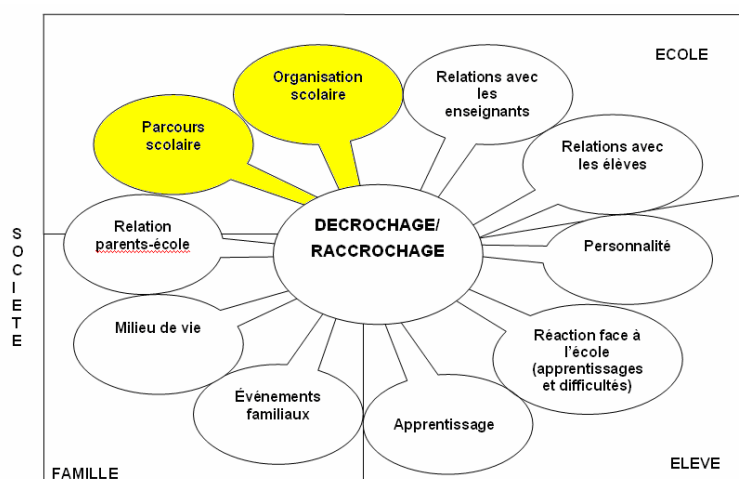 ECOLE
Organisation
scolaire
Relations avec
les
enseignants
Parcours
scolaire
Relations avec
les élèves
S
O
C
I
E
T
E
Relation
parents-école
DECROCHAGE/
RACCROCHAGE
Personnalité
Milieu de vie
Réaction face à
l'école
(apprentissages
et difficultés)
Événements
familiaux
Apprentissage
FAMILLE
ELEVE